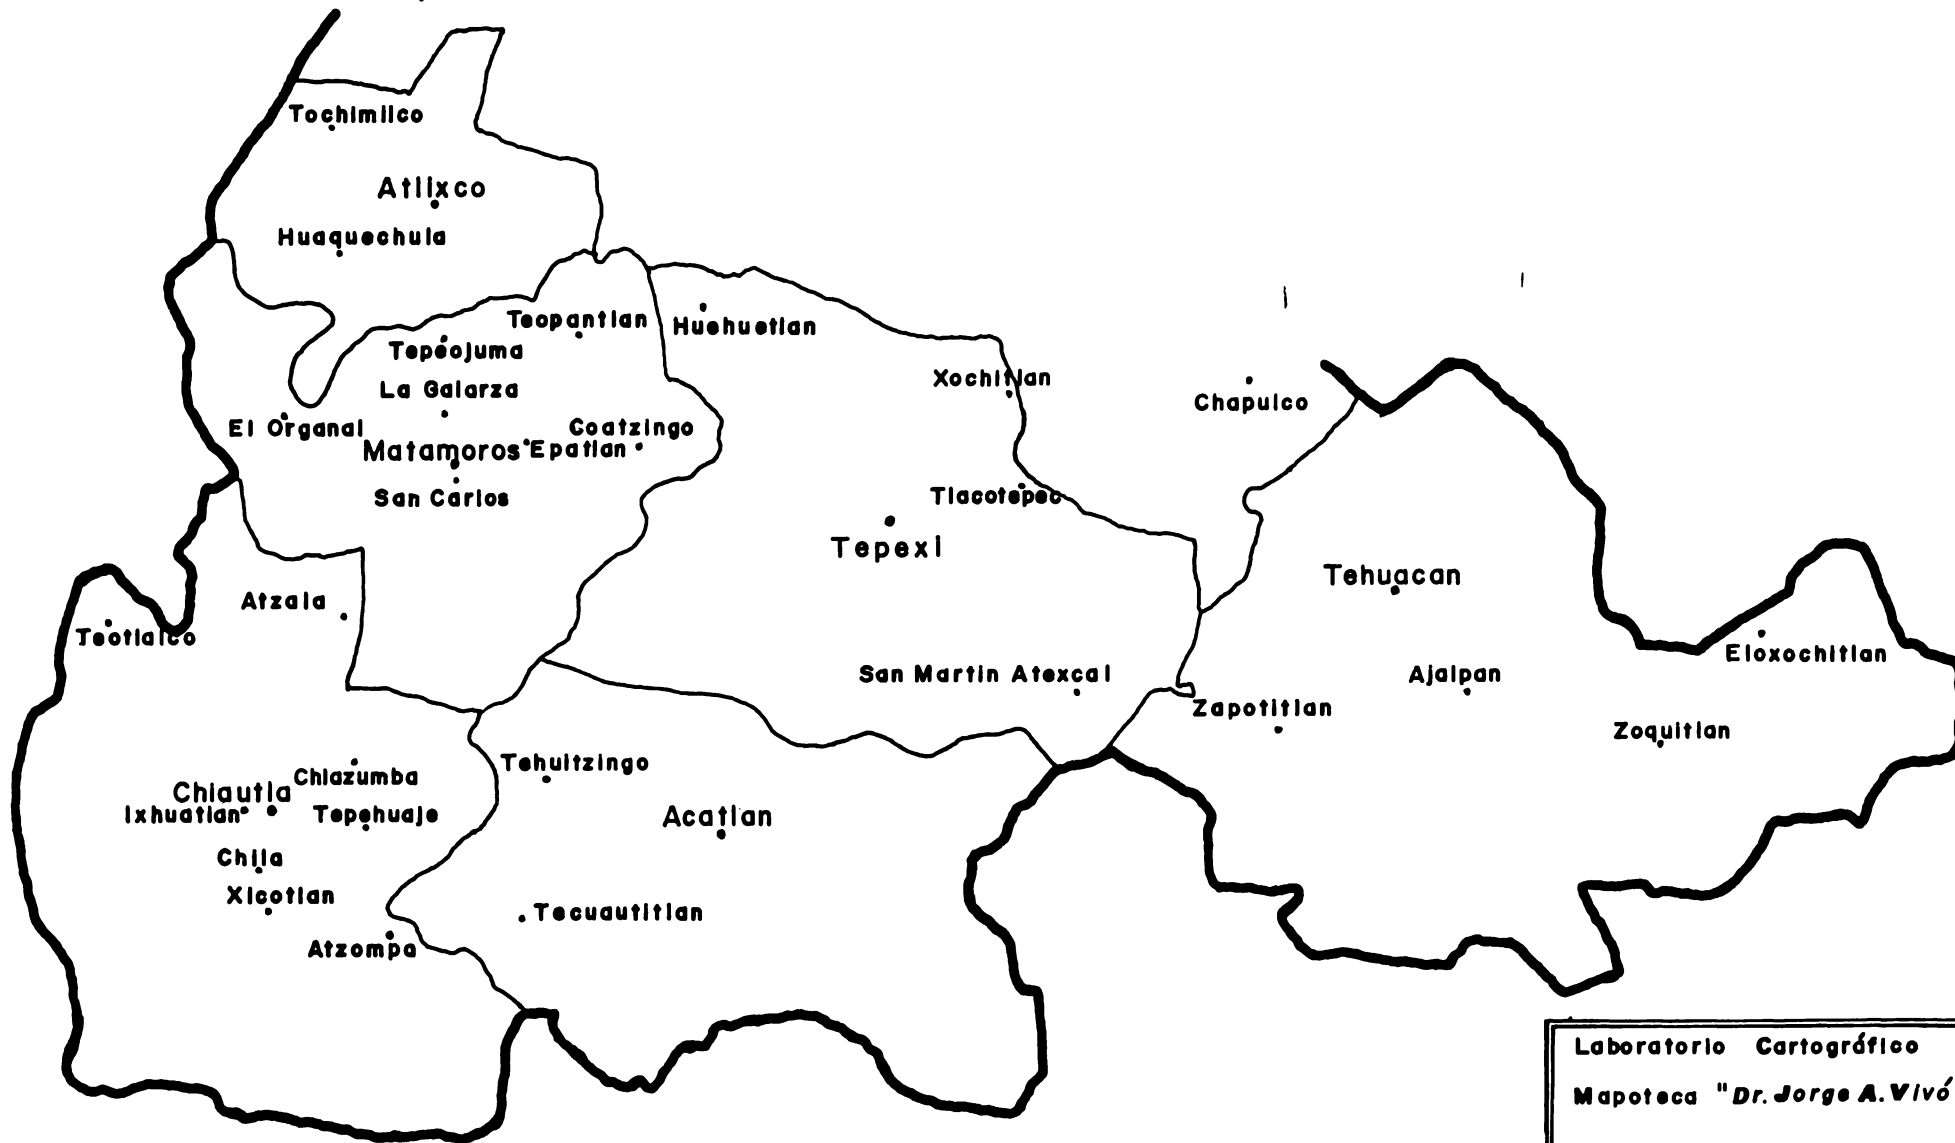 Tochimilco
Atlixco
Huaquechula
Teopantlan
Huehuetlan
Tepeojuma
La Galarza
Xochitlan
Chapulco
El Organal
Coatzingo
Matamoros
Epatlan
San Carlos
Tlacotepec
Tepexi
Tehuacan
Atzala
Teotlalco
Eloxochitlan
San Martin Atexcal
Ajalpan
Zapotitlan
Zoquitlan
Tehuitzingo
Chiazumba
Chiautla
Ixhuatlan
Tepehuaje
Acatlan
Chila
Xicotlan
Tecuautitlan
Atzompa
Laboratorio Cartográfico
Mapoteca "Dr. Jorge A. Vivó